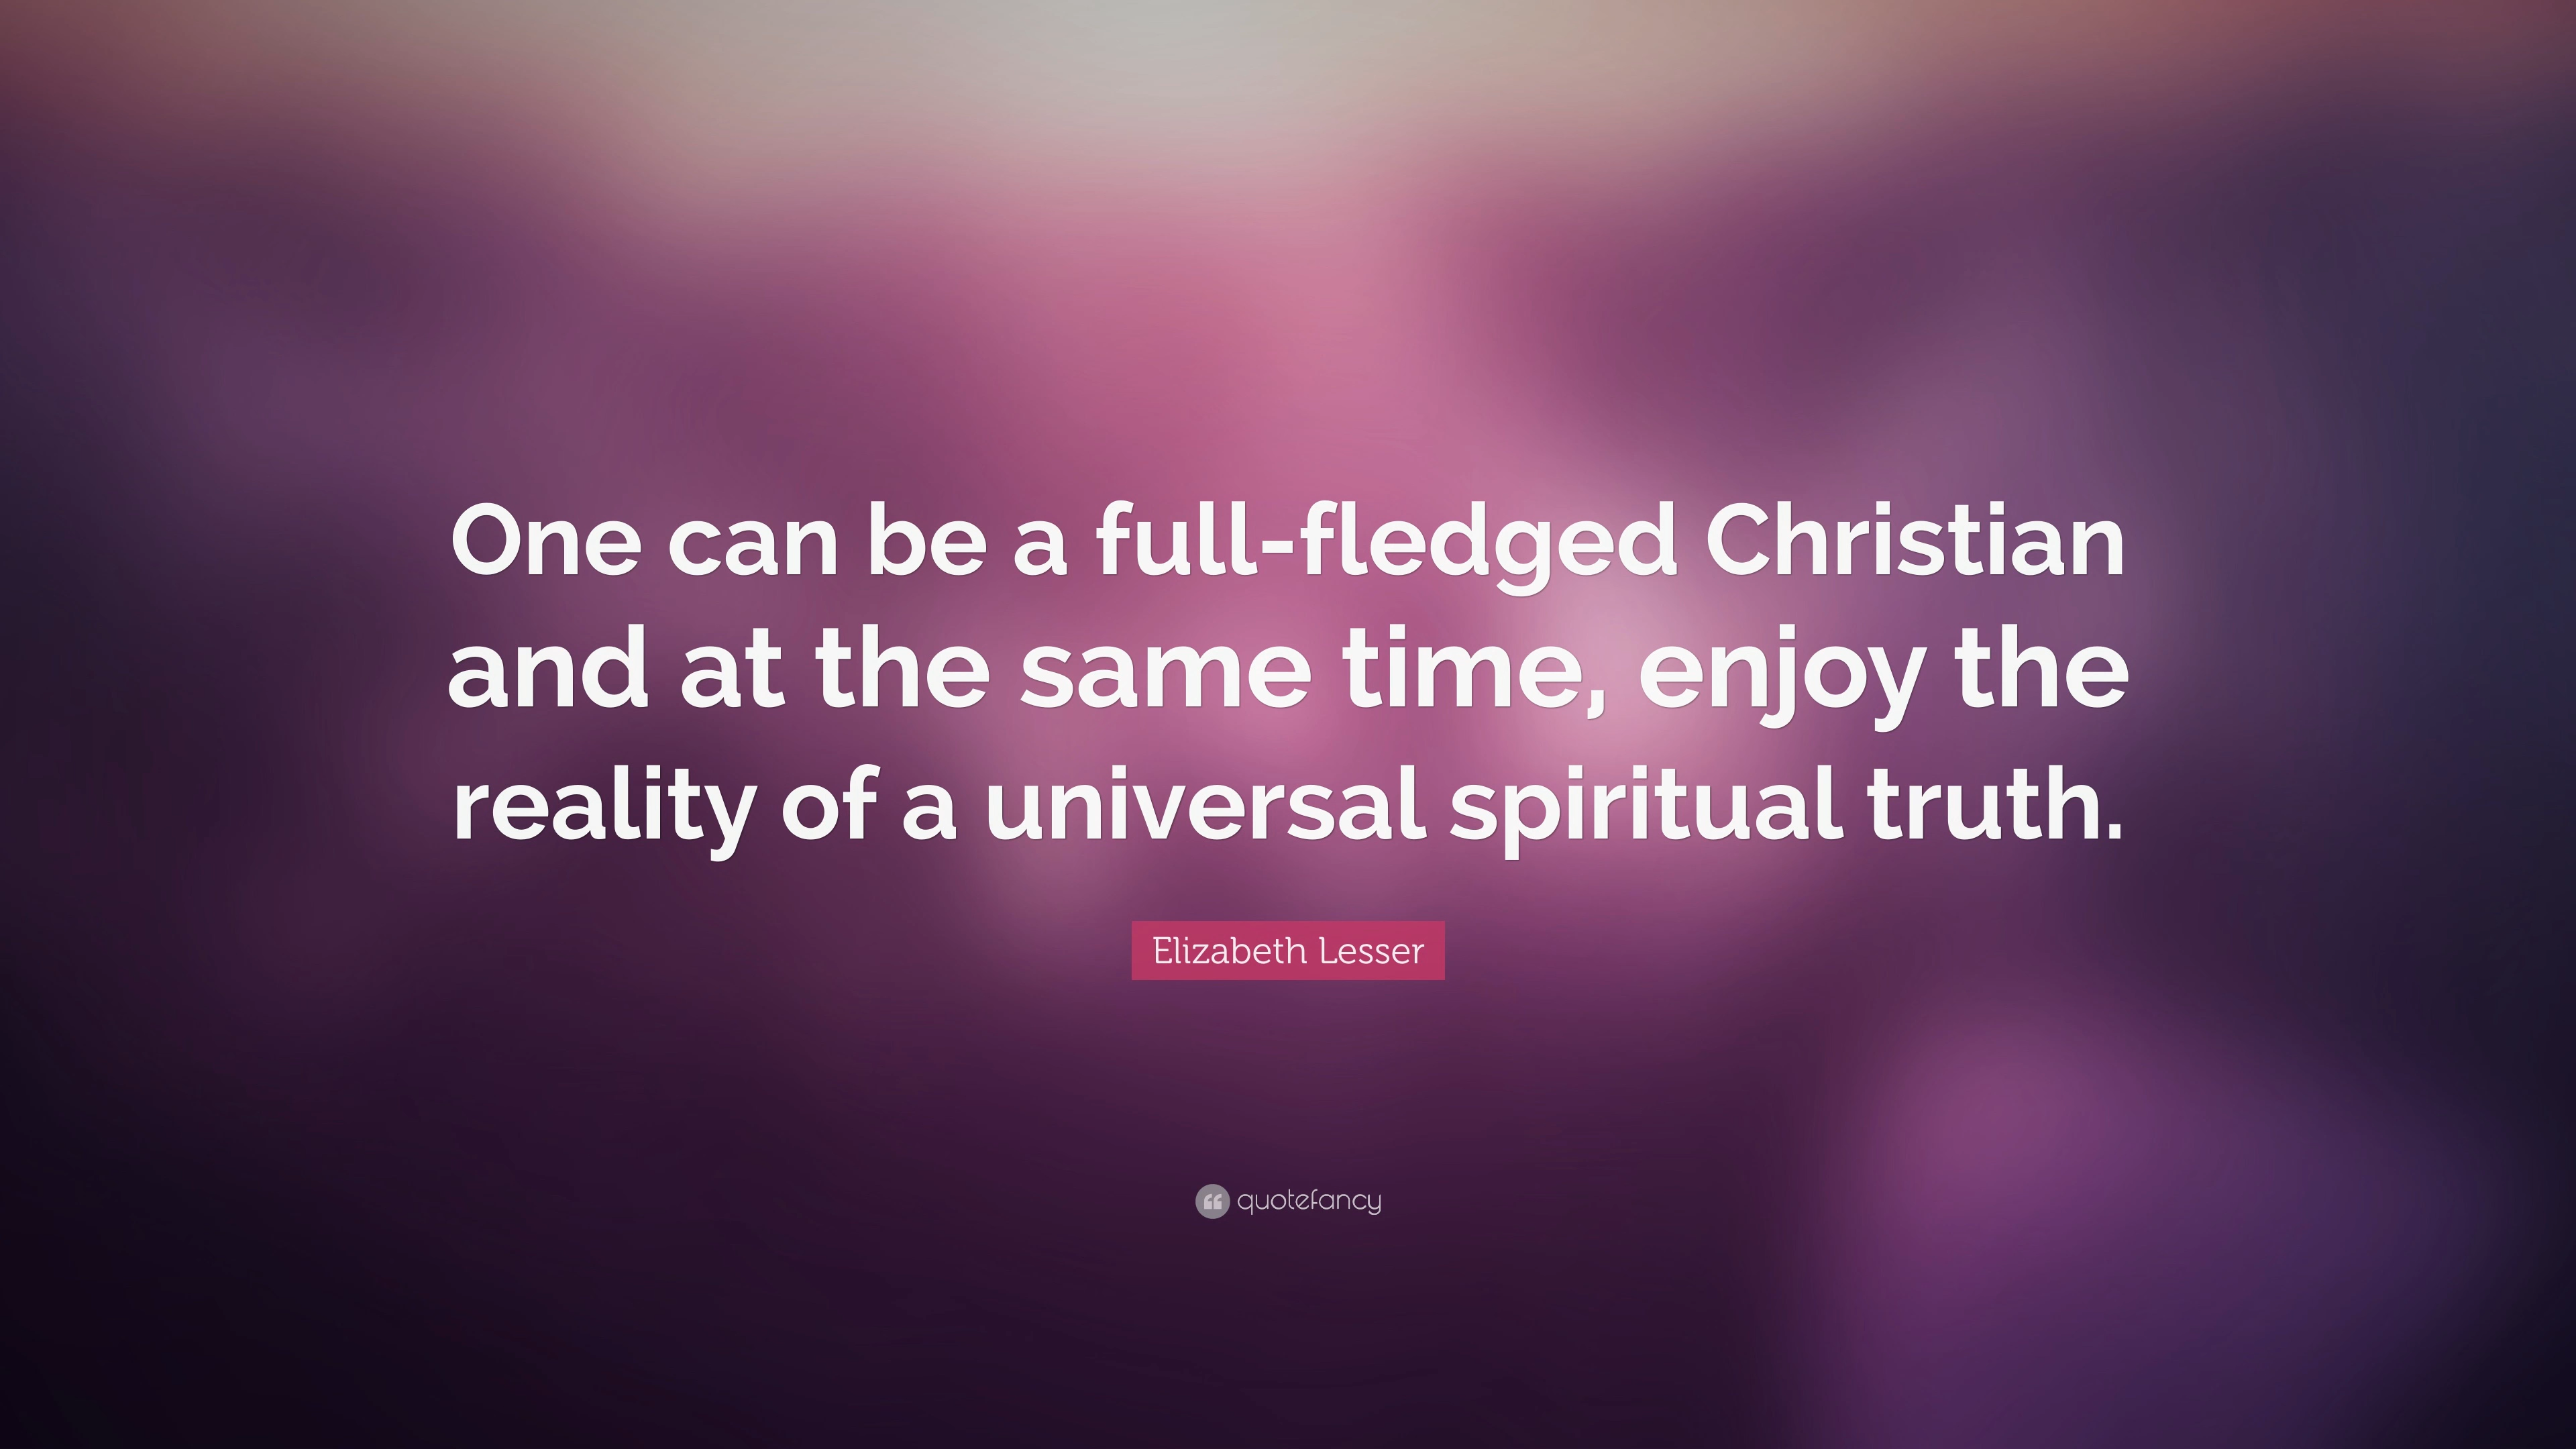 One can be a full-fledged Christian
and at the same time, enjoy the
reality of a universal spiritual truth.
Elizabeth Lesser
quotefancy